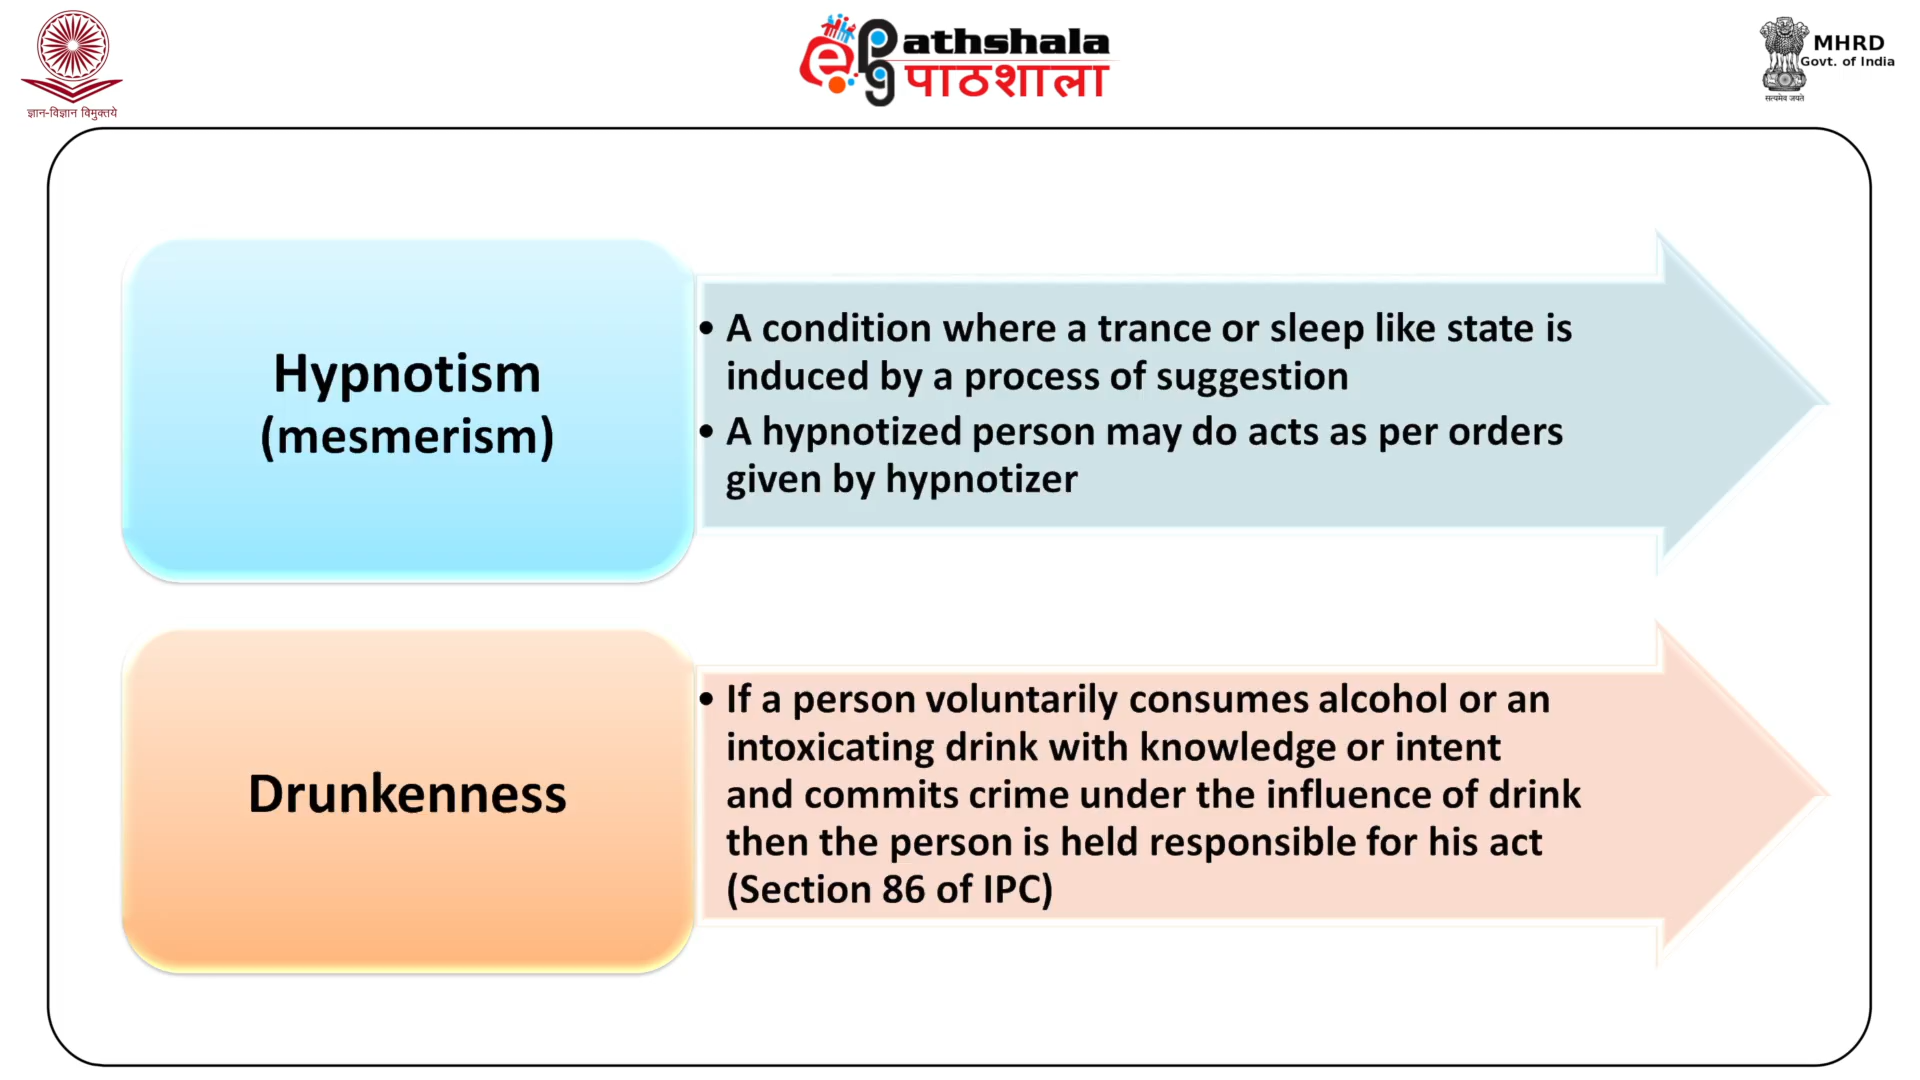 ज्ञान-विज्ञान विमुक्तये
e PG athshala
पाठशाला
MHRD
Govt. of India
सत्यमेव जयते
Hypnotism
(mesmerism)
• A condition where a trance or sleep like state is
induced by a process of suggestion
• A hypnotized person may do acts as per orders
given by hypnotizer
Drunkenness
• If a person voluntarily consumes alcohol or an
intoxicating drink with knowledge or intent
and commits crime under the influence of drink
then the person is held responsible for his act
(Section 86 of IPC)